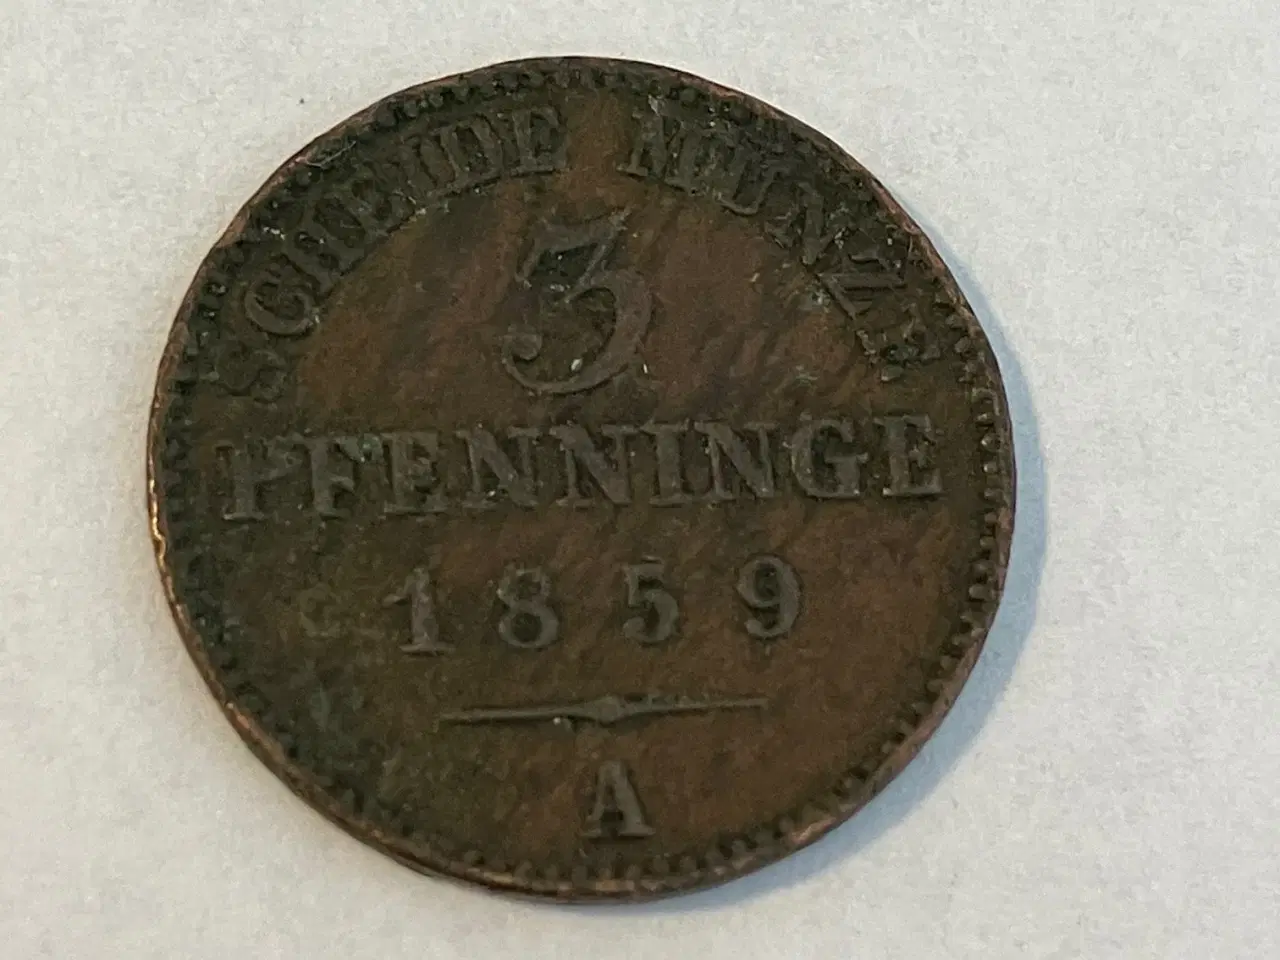 SCHEIDE MÜNZE
3
PFENNINGE
1859
A